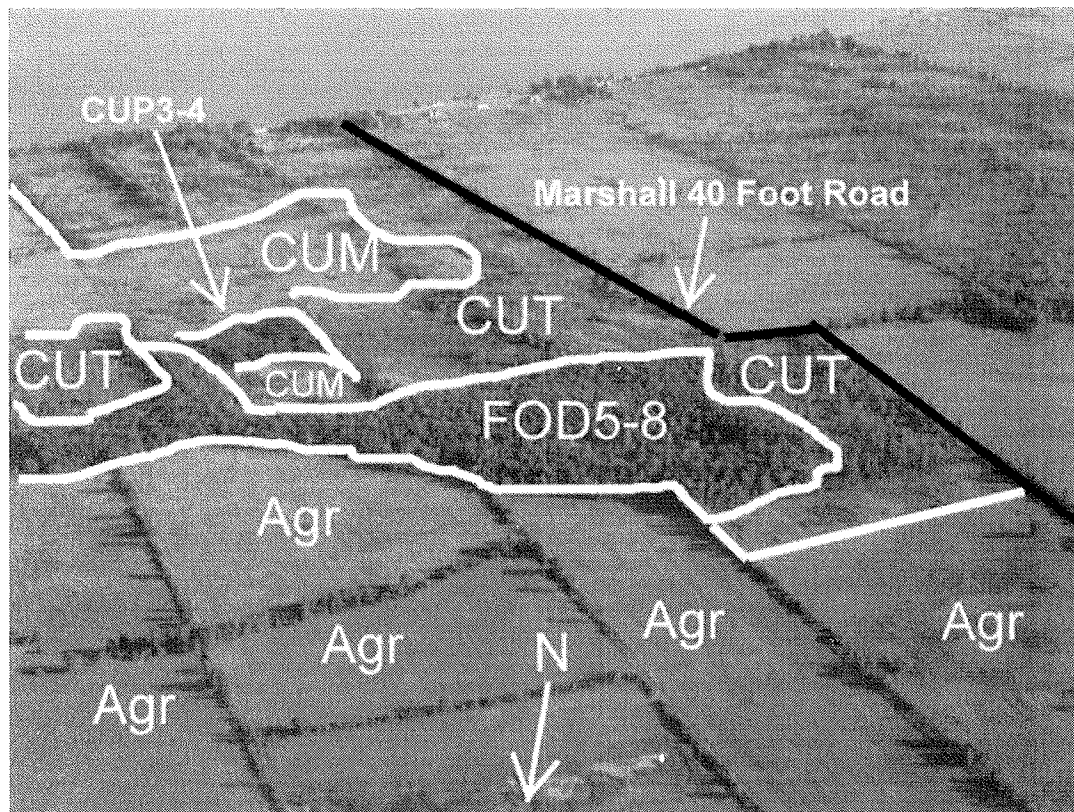 CUP3-4
Marshall 40 Foot Road
CUM
CUT
CUT
CUM
CUT
FOD5-8
Agr
Agr
Agr
Agr
N
Agr